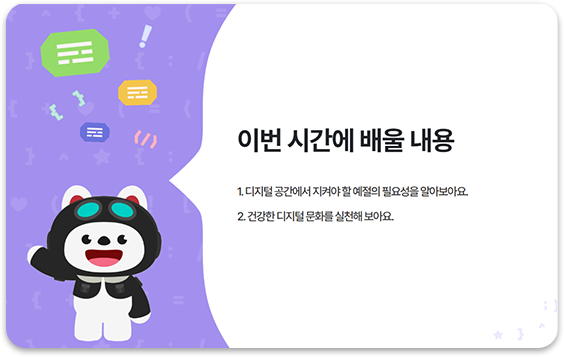 이번 시간에 배울 내용
1. 디지털 공간에서 지켜야 할 예절의 필요성을 알아보아요.
2. 건강한 디지털 문화를 실천해 보아요.